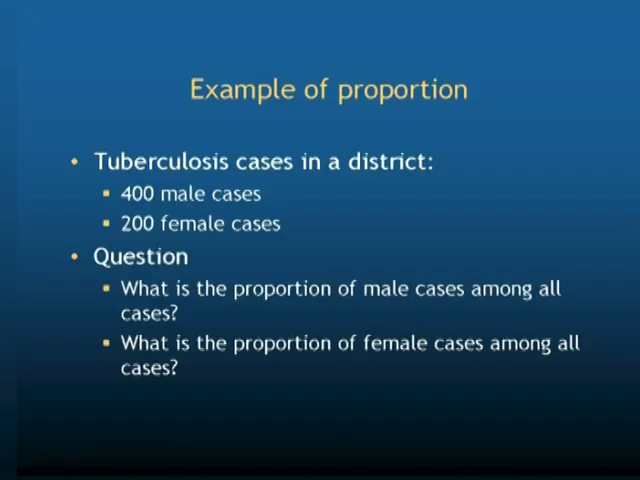 Example of proportion
• Tuberculosis cases in a district:
▪ 400 male cases
▪ 200 female cases
• Question
▪ What is the proportion of male cases among all
cases?
▪ What is the proportion of female cases among all
cases?